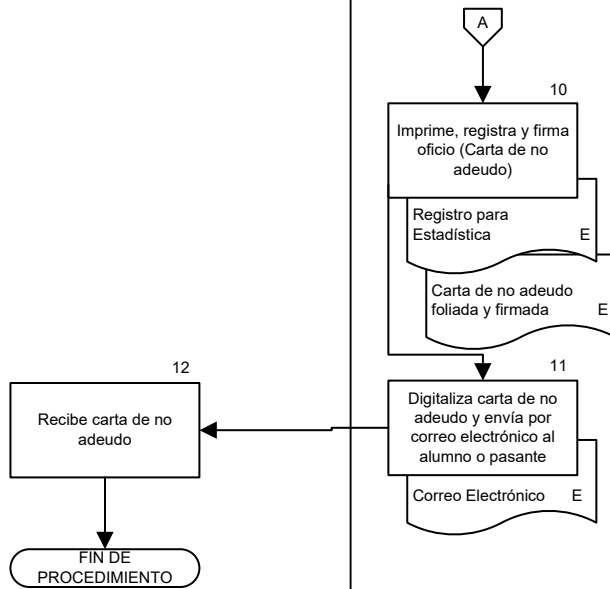 A
10
Imprime, registra y firma
oficio (Carta de no
adeudo)
Registro para
Estadística E
Carta de no adeudo
foliada y firmada E
11
Digitaliza carta de no
adeudo y envía por
correo electrónico al
alumno o pasante
Correo Electrónico E
12
Recibe carta de no
adeudo
FIN DE
PROCEDIMIENTO